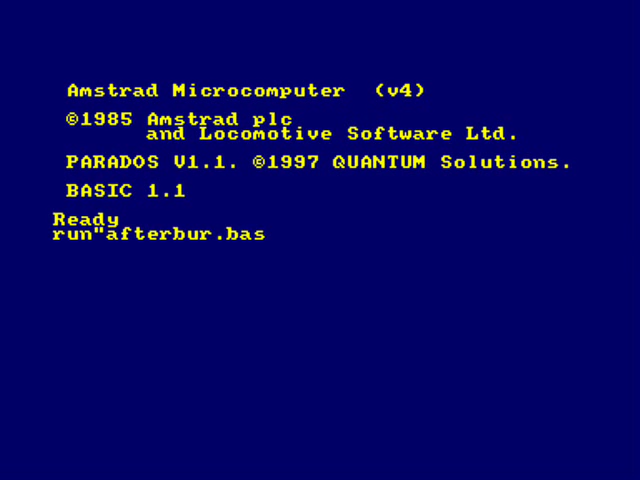 Amstrad Microcomputer (v4)
©1985 Amstrad plc
and Locomotive Software Ltd.
PARADOS V1.1. ©1997 QUANTUM Solutions.
BASIC 1.1
Ready
run"afterbur.bas